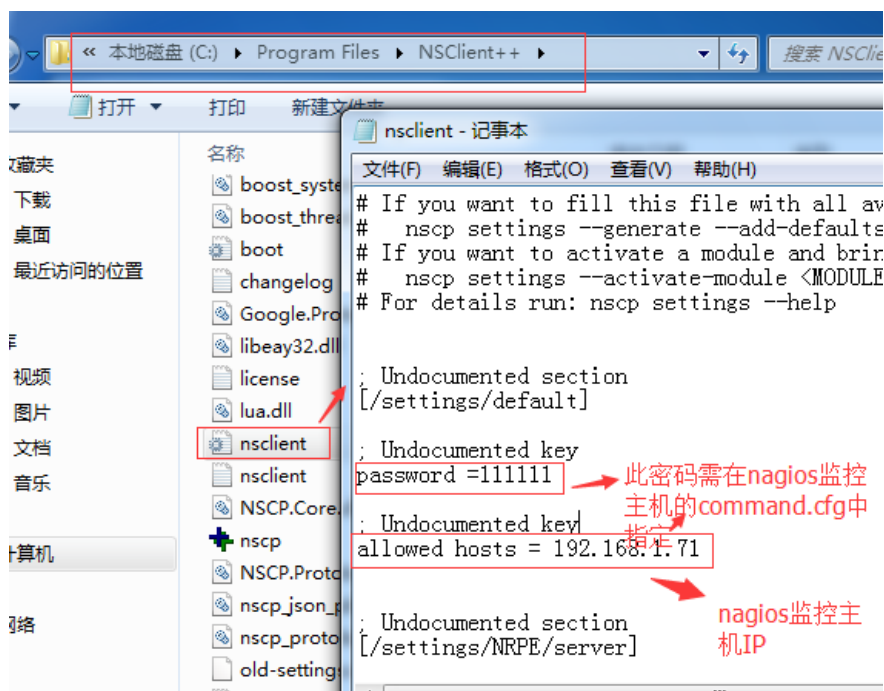 « 本地磁盘 (C:) ▸ Program Files ▸ NSClient++ ▸
搜索 NSClie
打开 ▼ 打印 新建文件夹
收藏夹
下载
桌面
最近访问的位置
库
视频
图片
文档
音乐
计算机
网络
名称
boost_syste
boost_threa
boot
changelog
Google.Pro
libeay32.dll
license
lua.dll
nsclient
nsclient
NSCP.Core.
nscp
NSCP.Proto
nscp_json_p
nscp_proto
old-setting
nsclient - 记事本
文件(F) 编辑(E) 格式(O) 查看(V) 帮助(H)
# If you want to fill this file with all av
# nscp settings --generate --add-defaults
# If you want to activate a module and brin
# nscp settings --activate-module <MODULE
# For details run: nscp settings --help
; Undocumented section
[/settings/default]
; Undocumented key
password =111111
; Undocumented key
allowed hosts = 192.168.1.71
; Undocumented section
[/settings/NRPE/server]
此密码需在nagios监控
主机的command.cfg中
指定
nagios监控主
机IP